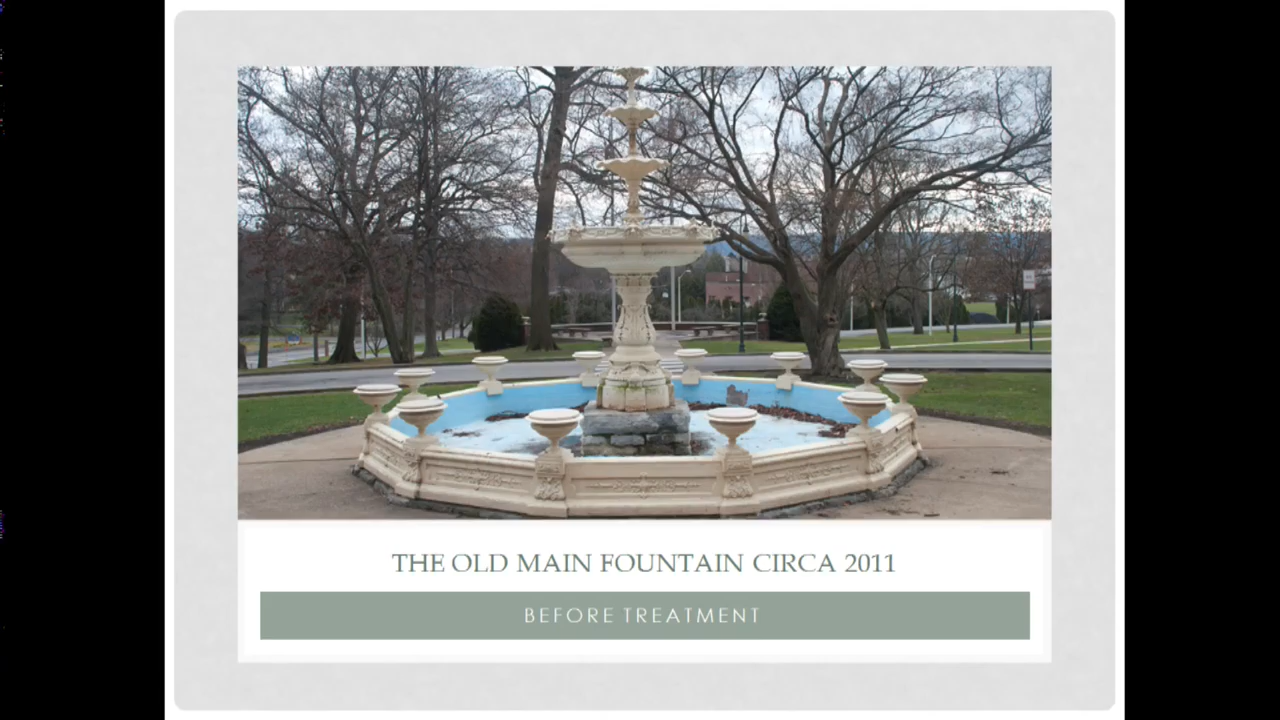 THE OLD MAIN FOUNTAIN CIRCA 2011
BEFORE TREATMENT